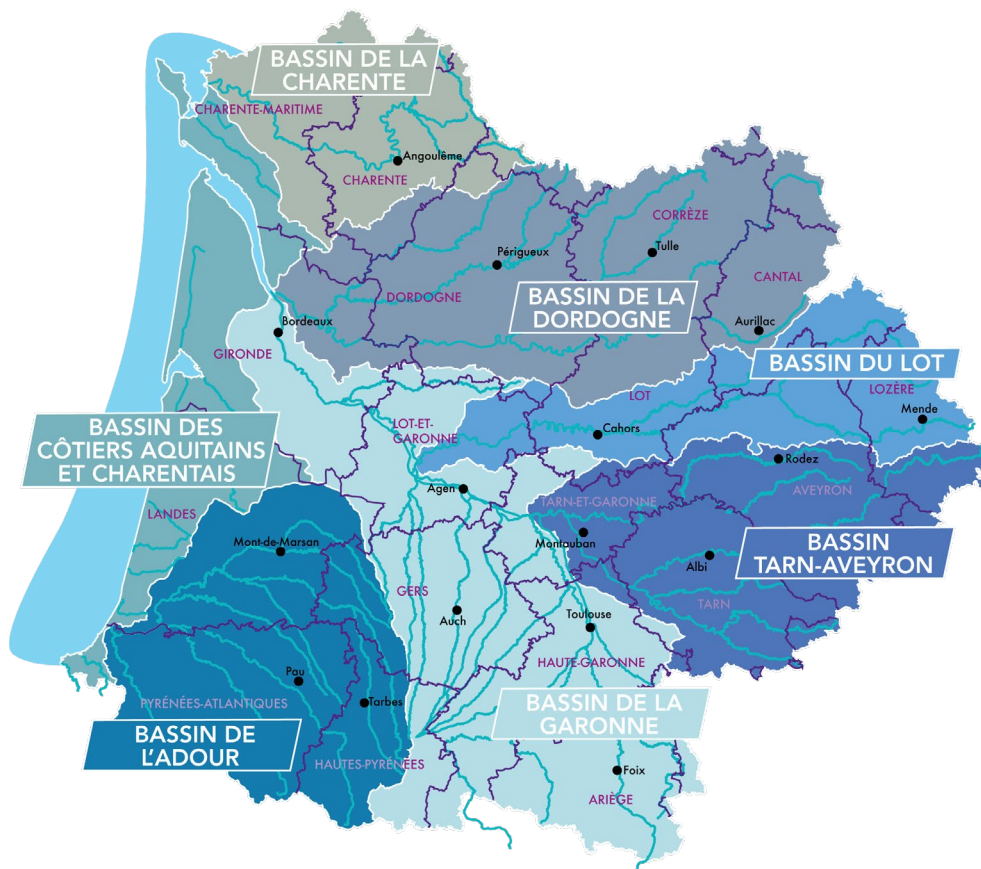 BASSIN DE LA
CHARENTE
CHARENTE-MARITIME
Angoulême
CHARENTE
CORRÈZE
Tulle
Périgueux
CANTAL
DORDOGNE
BASSIN DE LA
DORDOGNE
Aurillac
Bordeaux
GIRONDE
BASSIN DU LOT
LOT
LOZÈRE
Mende
LOT-ET-
GARONNE
Cahors
BASSIN DES
CÔTIERS AQUITAINS
ET CHARENTAIS
Rodez
Agen
AVEYRON
TARN-ET-GARONNE
LANDES
Mont-de-Marsan
Montauban
BASSIN
TARN-AVEYRON
Albi
GERS
Auch
TARN
Toulouse
HAUTE-GARONNE
Pau
PYRÉNÉES-ATLANTIQUES
Tarbes
BASSIN DE LA
GARONNE
BASSIN DE
L'ADOUR
HAUTES-PYRÉNÉES
Foix
ARIÈGE